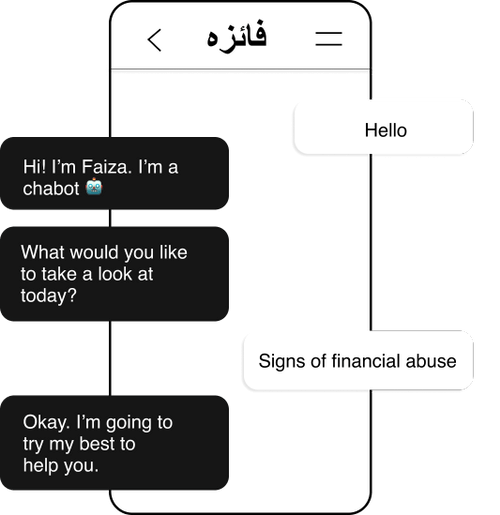 فائزه
Hello
Hi! I'm Faiza. I'm a
chabot 🤖
What would you like
to take a look at
today?
Signs of financial abuse
Okay. I'm going to
try my best to
help you.